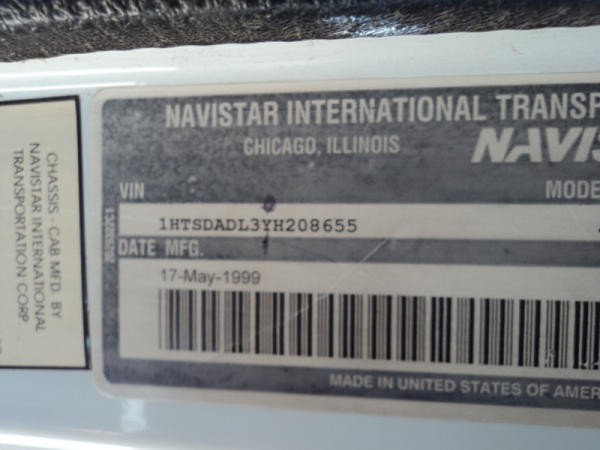 CHASSIS - CAB MFD. BY
NAVISTAR INTERNATIONAL
TRANSPORTATION CORP.
NAVISTAR INTERNATIONAL TRANSP
CHICAGO, ILLINOIS
NAVIS
VIN
MODE
1HTSDADL3YH208655
DATE MFG.
17-May-1999
MADE IN UNITED STATES OF AMER